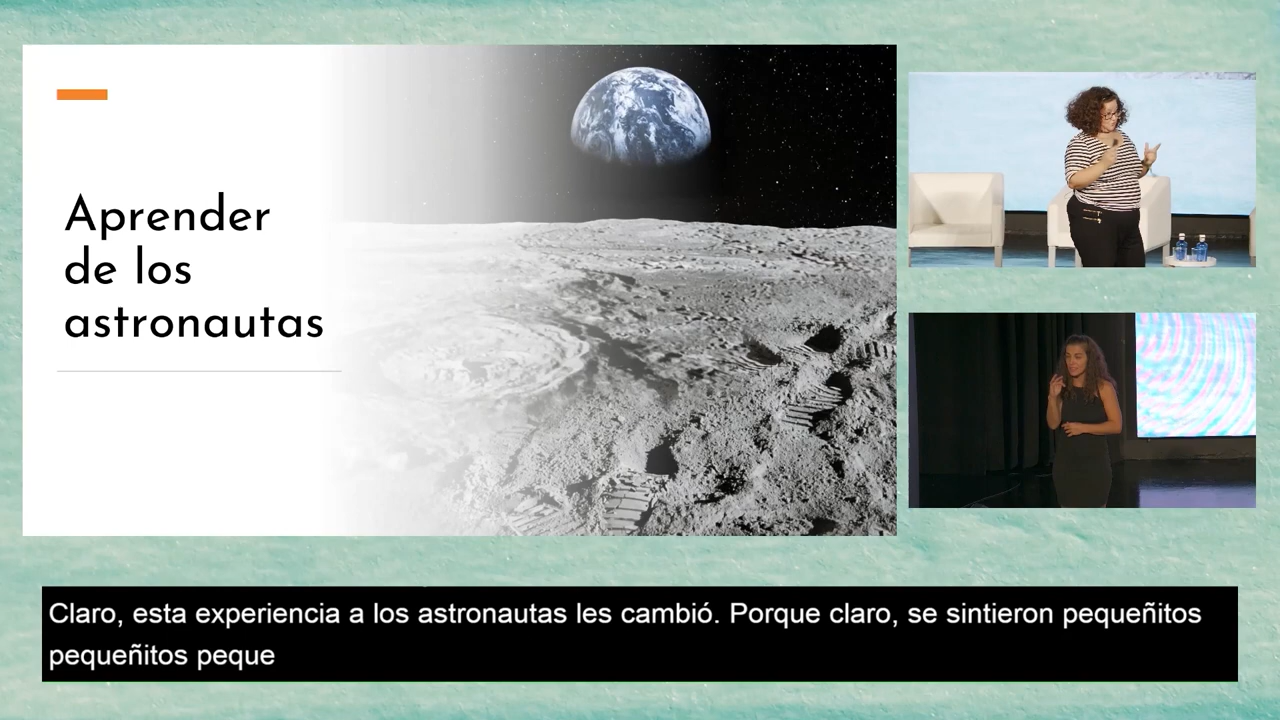 Aprender
de los
astronautas
Claro, esta experiencia a los astronautas les cambió. Porque claro, se sintieron pequeñitos
pequeñitos peque